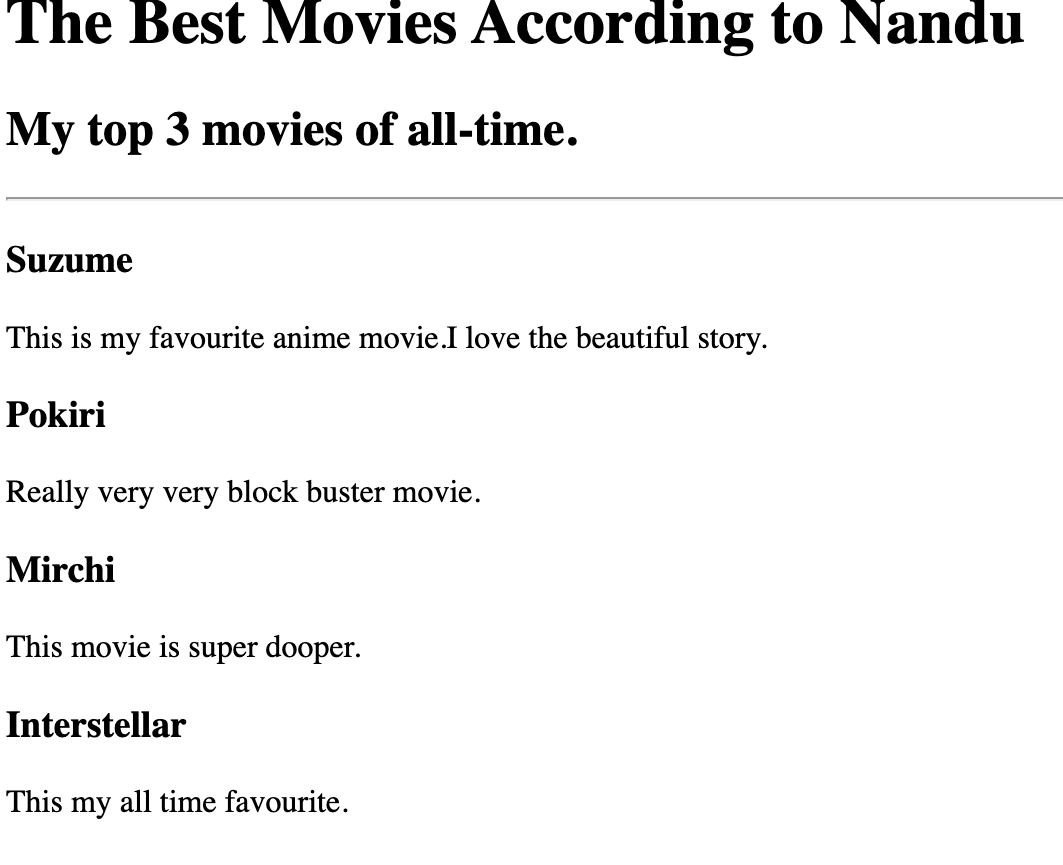 The Best Movies According to Nandu
My top 3 movies of all-time.
Suzume
This is my favourite anime movie.I love the beautiful story.
Pokiri
Really very very block buster movie.
Mirchi
This movie is super dooper.
Interstellar
This my all time favourite.